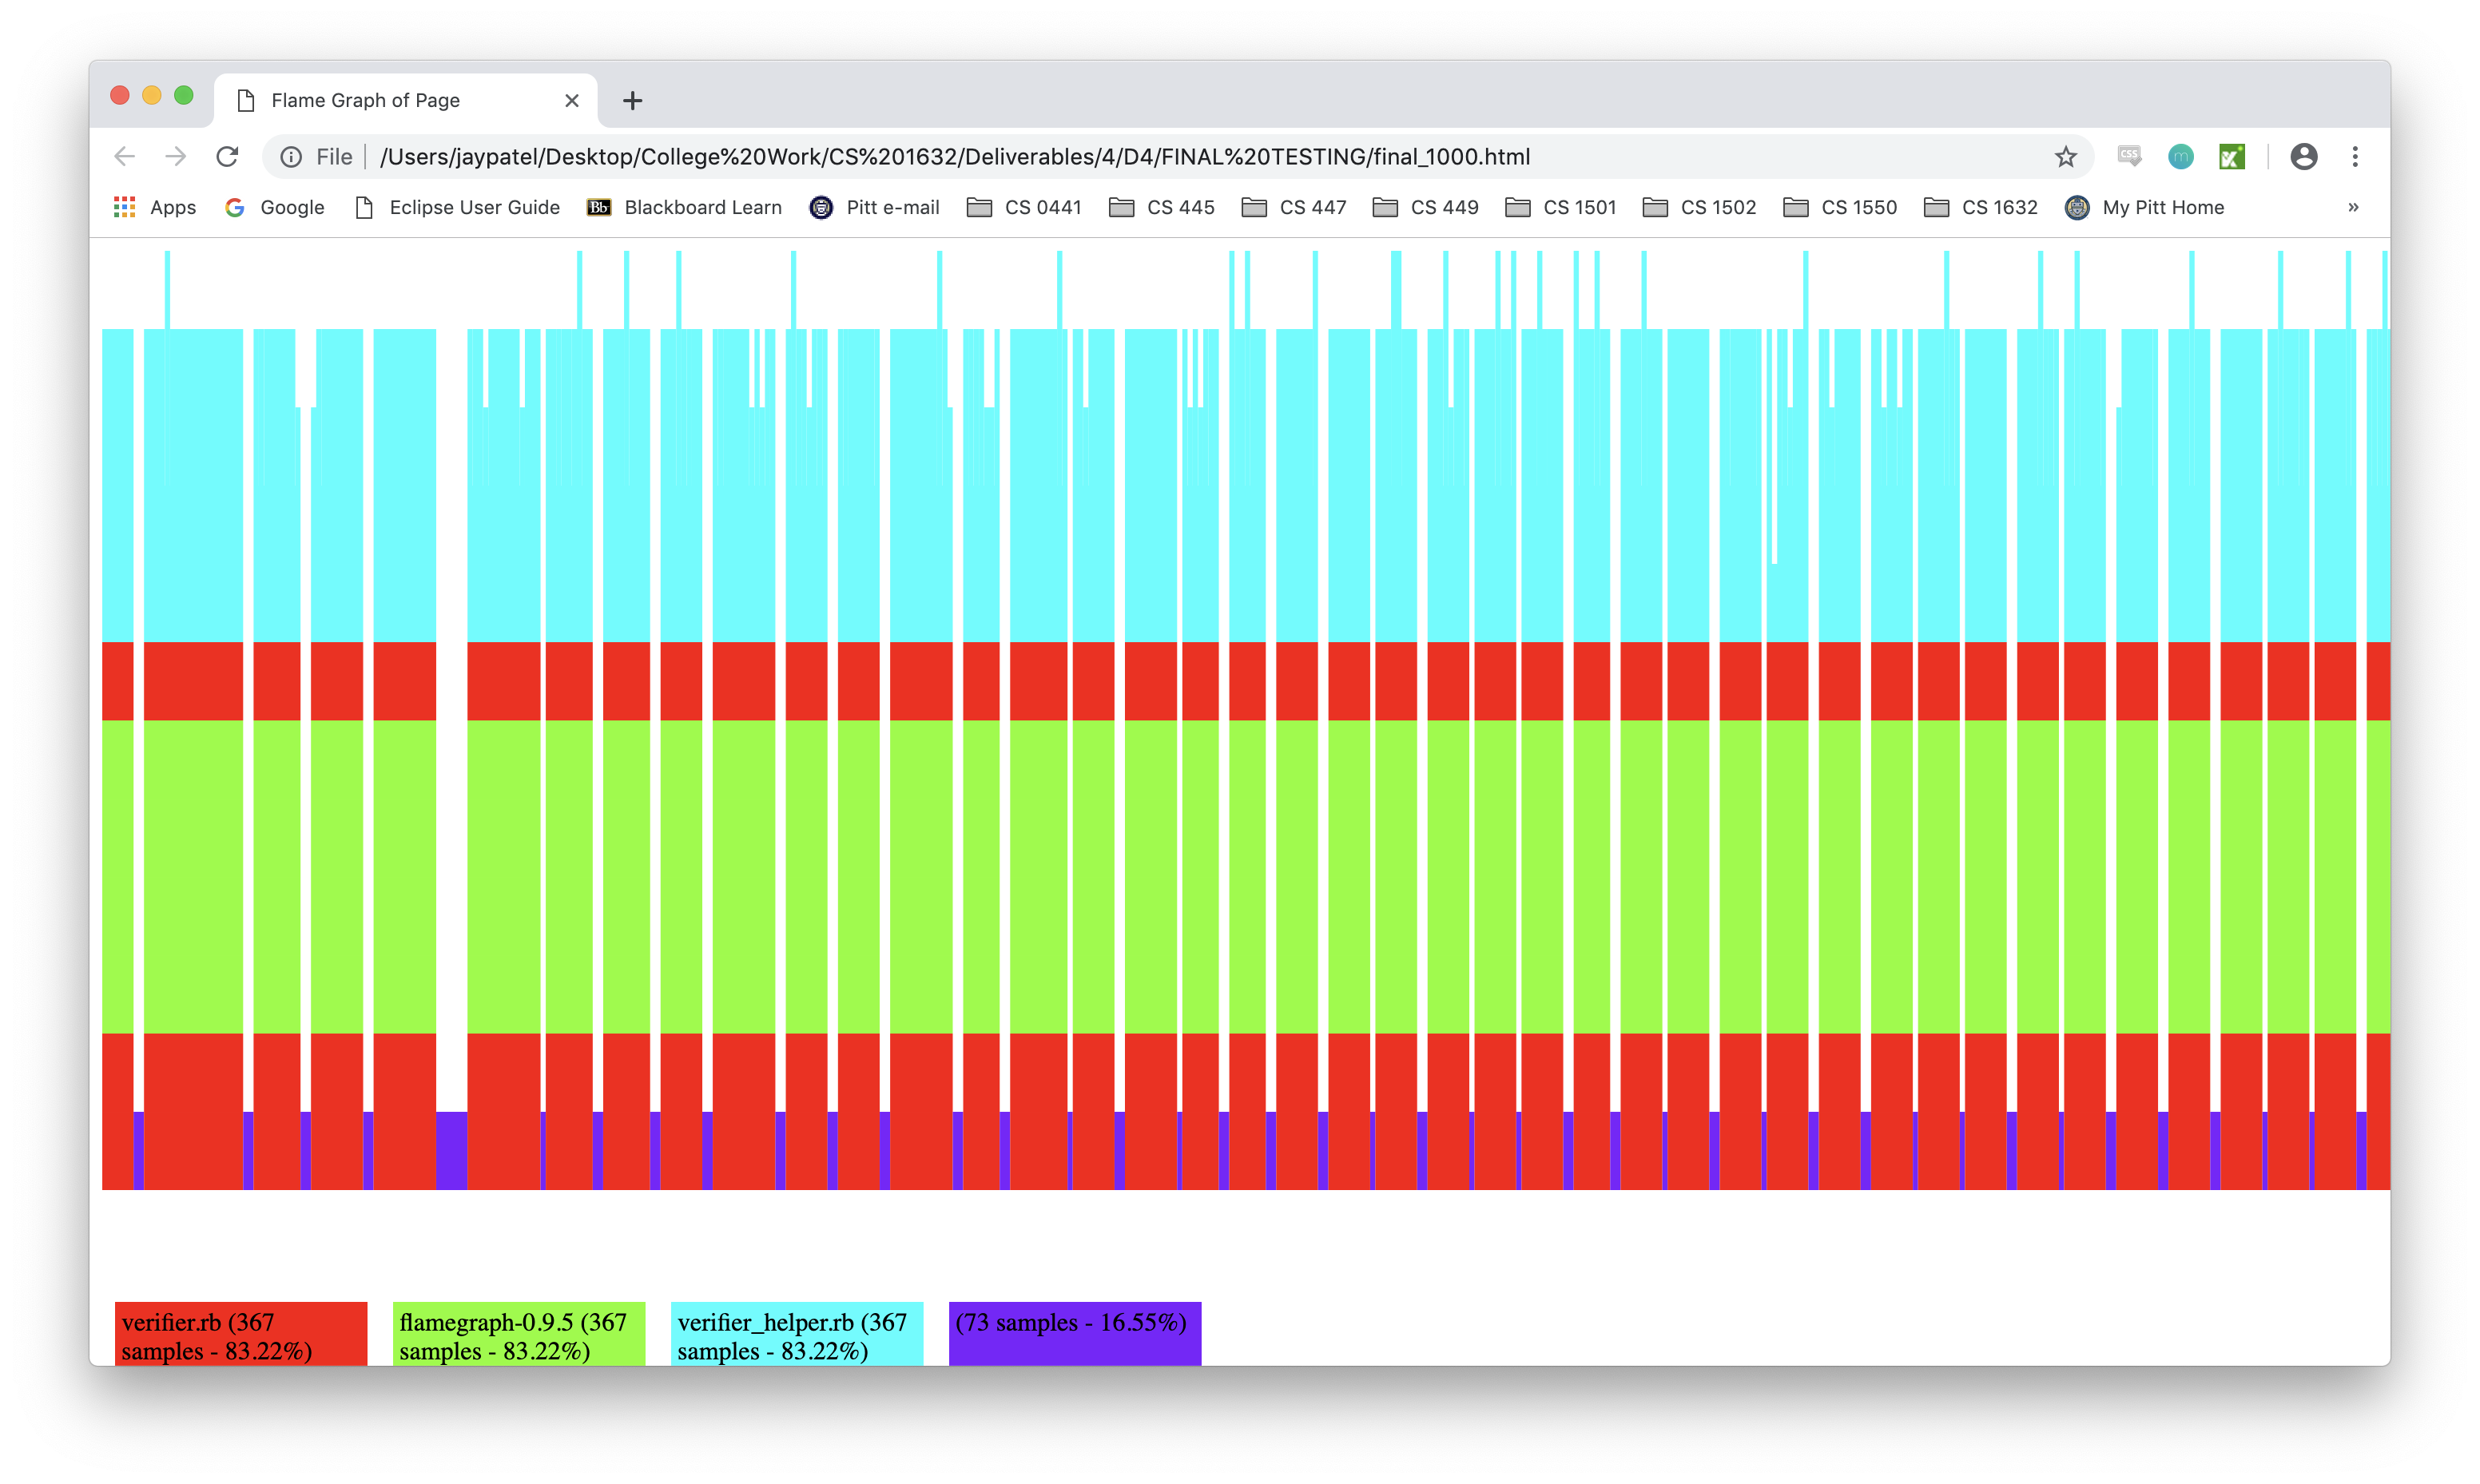 Flame Graph of Page
File /Users/jaypatel/Desktop/College%20Work/CS%201632/Deliverables/4/D4/FINAL%20TESTING/final_1000.html
CSS
m
Apps Google Eclipse User Guide Bb Blackboard Learn Pitt e-mail CS 0441 CS 445 CS 447 CS 449 CS 1501 CS 1502 CS 1550 CS 1632 My Pitt Home »
verifier.rb (367
samples - 83.22%)
flamegraph-0.9.5 (367
samples - 83.22%)
verifier_helper.rb (367
samples - 83.22%)
(73 samples - 16.55%)